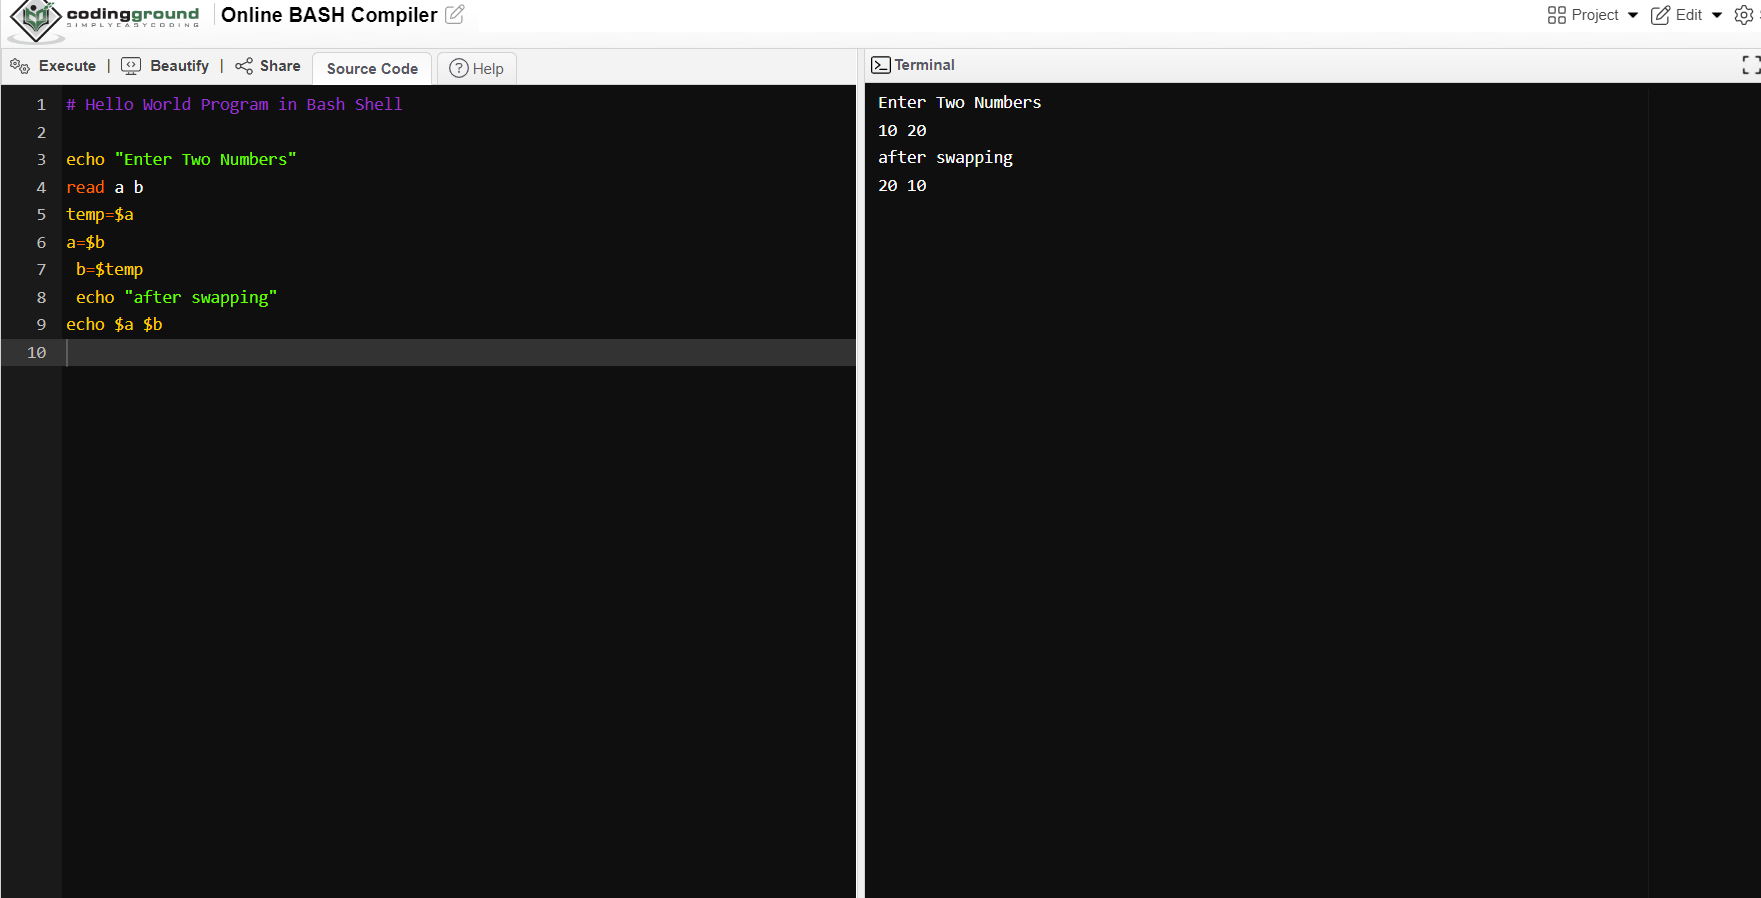 codingground
SIMPLYEASYCODING
Online BASH Compiler
Project
Edit
Execute | Beautify | Share
Source Code
Help
1 # Hello World Program in Bash Shell
2
3 echo "Enter Two Numbers"
4 read a b
5 temp=$a
6 a=$b
7  b=$temp
8  echo "after swapping"
9 echo $a $b
10
Terminal
Enter Two Numbers
10 20
after swapping
20 10